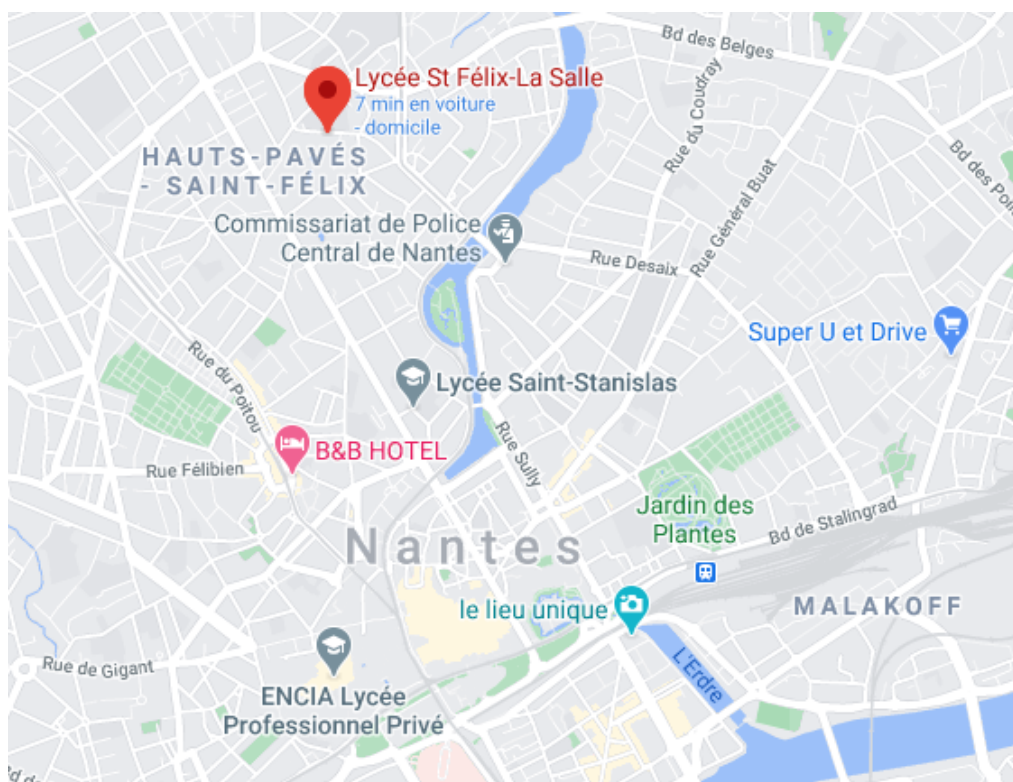 Bd des Belges
Lycée St Félix-La Salle
7 min en voiture
- domicile
Rue du Coudray
HAUTS-PAVÉS
- SAINT-FÉLIX
Bd des
Rue Général Buat
Commissariat de Police
Central de Nantes
Rue Desaix
Super U et Drive
Rue du Poitou
Lycée Saint-Stanislas
B&B HOTEL
Rue Félibien
Rue Sully
Jardin des
Plantes
Bd de Stalingrad
Nantes
le lieu unique
MALAKOFF
Rue de Gigant
L'Erdre
ENCIA Lycée
Professionnel Privé